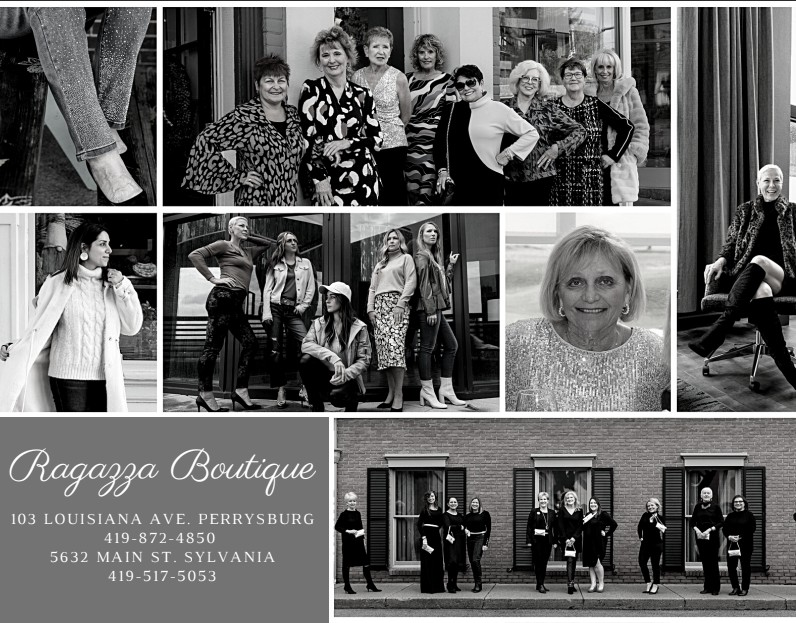 Ragazza Boutique
103 LOUISIANA AVE. PERRYSBURG
419-872-4850
5632 MAIN ST. SYLVANIA
419-517-5053